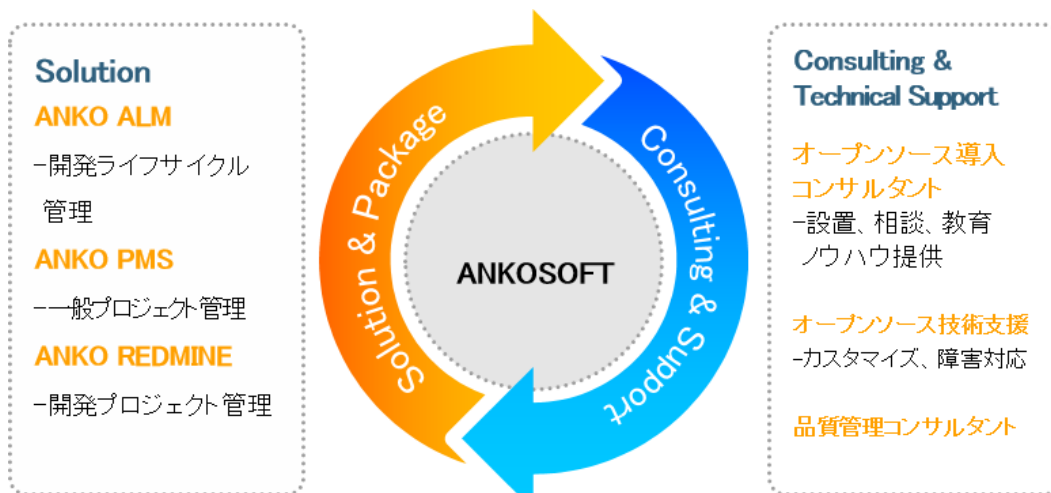 Solution
ANKO ALM
-開発ライフサイクル
管理
ANKO PMS
-一般プロジェクト管理
ANKO REDMINE
-開発プロジェクト管理
Solution & Package
ANKOSOFT
Consulting & Support
Consulting &
Technical Support
オープンソース導入
コンサルタント
-設置、相談、教育
ノウハウ提供
オープンソース技術支援
-カスタマイズ、障害対応
品質管理コンサルタント